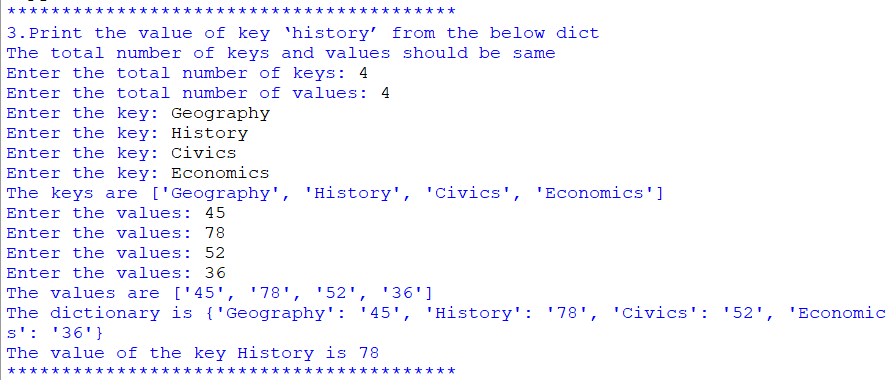 *****************************************
3.Print the value of key ‘history’ from the below dict
The total number of keys and values should be same
Enter the total number of keys: 4
Enter the total number of values: 4
Enter the key: Geography
Enter the key: History
Enter the key: Civics
Enter the key: Economics
The keys are ['Geography', 'History', 'Civics', 'Economics']
Enter the values: 45
Enter the values: 78
Enter the values: 52
Enter the values: 36
The values are ['45', '78', '52', '36']
The dictionary is {'Geography': '45', 'History': '78', 'Civics': '52', 'Economic
s': '36'}
The value of the key History is 78
*****************************************